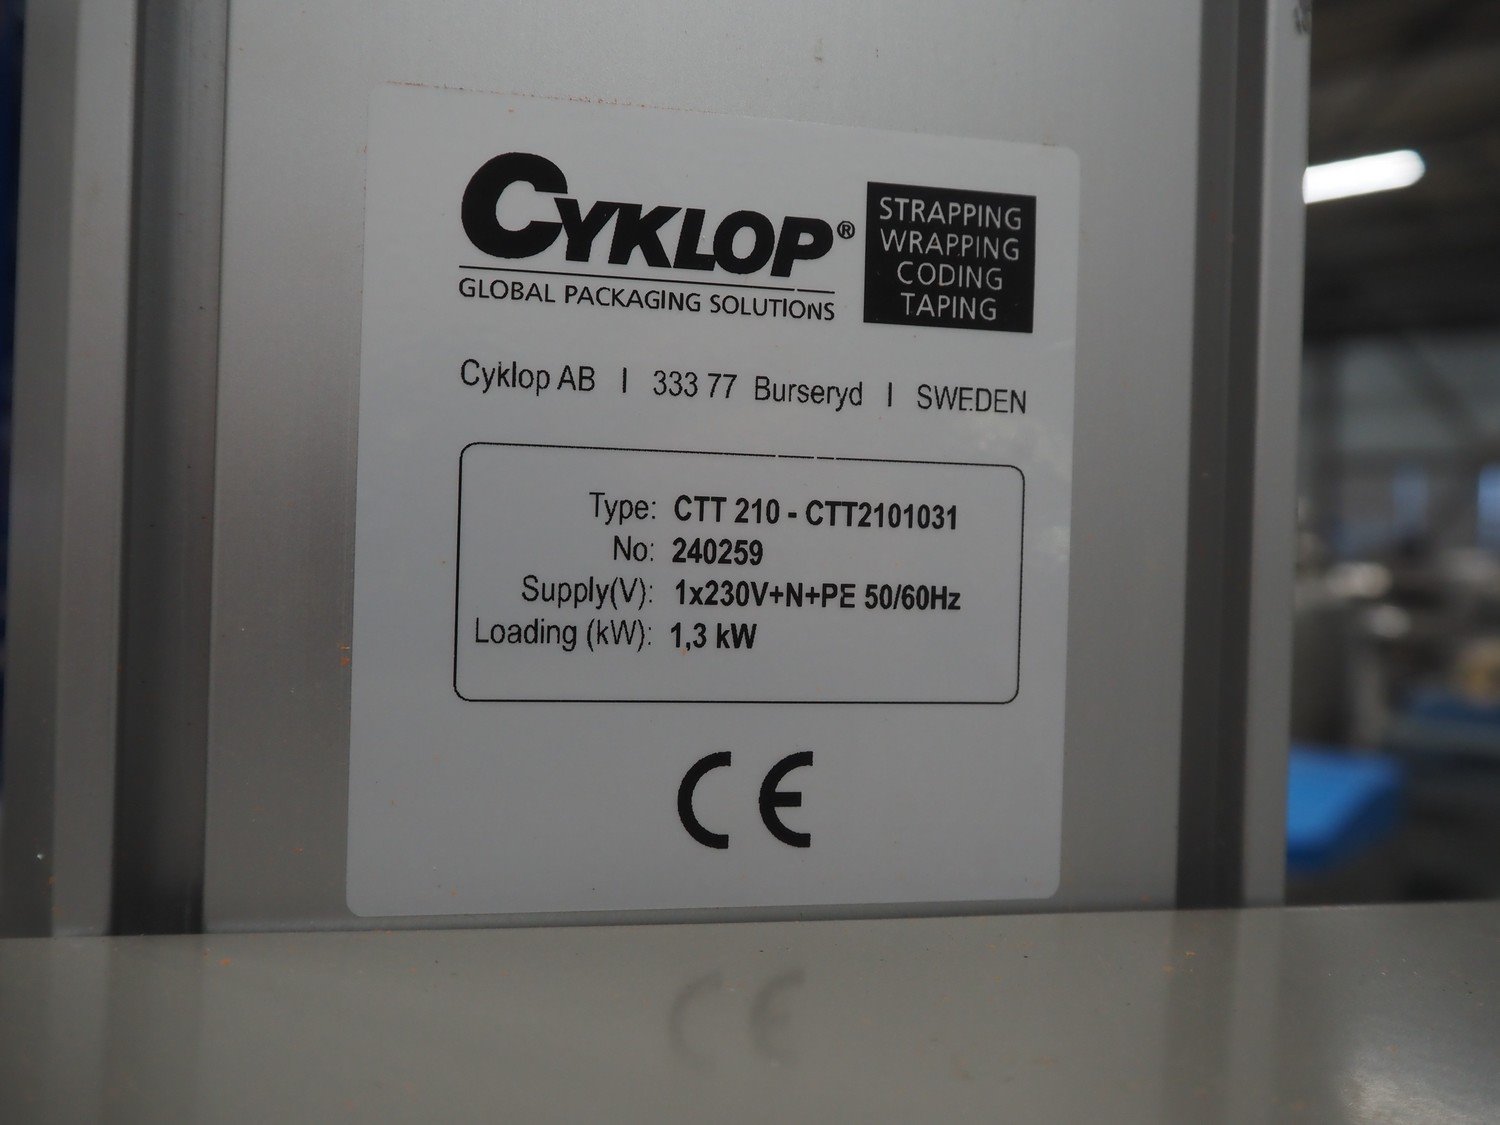 CYKLOP®
GLOBAL PACKAGING SOLUTIONS
STRAPPING
WRAPPING
CODING
TAPING
Cyklop AB | 333 77 Burseryd | SWEDEN
Type: CTT 210 - CTT2101031
No: 240259
Supply(V): 1x230V+N+PE 50/60Hz
Loading (kW): 1,3 kW
CE